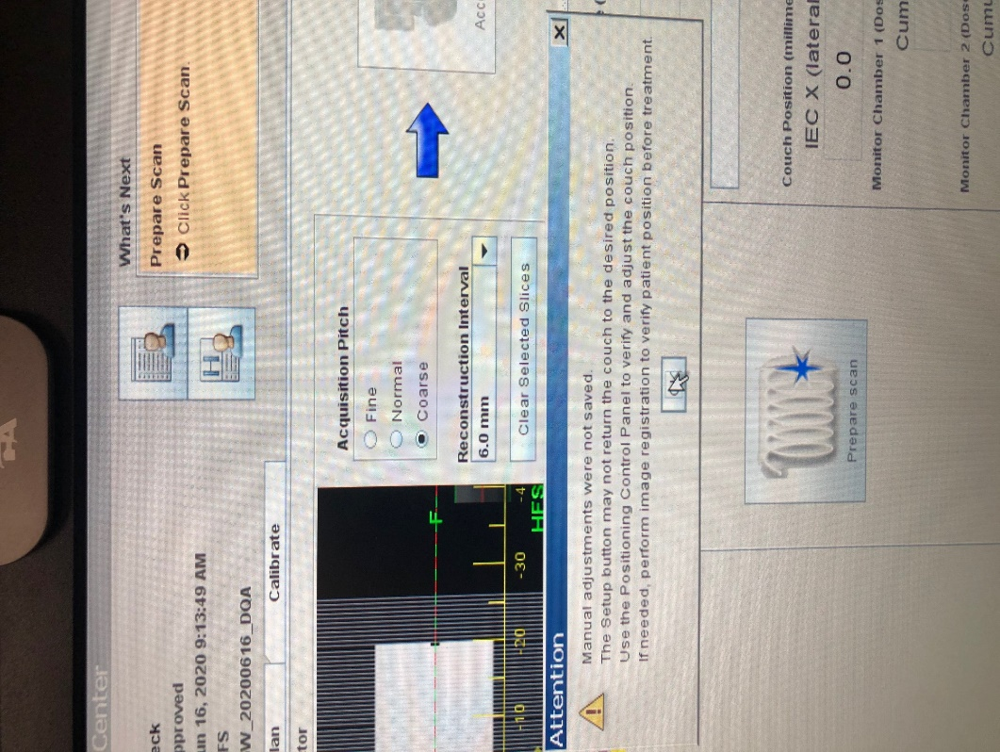 Center
What's Next
Prepare Scan
Click Prepare Scan.
eck
pproved
un 16, 2020 9:13:49 AM
FS
W_20200616_DQA
lan
Calibrate
tor
Acquisition Pitch
Fine
Normal
Coarse
Reconstruction Interval
6.0 mm
Clear Selected Slices
Acc
F
-10
-20
-30
-4
HFS
Attention
X
Manual adjustments were not saved.
The Setup button may not return the couch to the desired position.
Use the Positioning Control Panel to verify and adjust the couch position.
If needed, perform image registration to verify patient position before treatment.
Prepare scan
Couch Position (millime
IEC X (lateral
0.0
Monitor Chamber 1 (Dos
Cum
Monitor Chamber 2 (Dos
Cumu